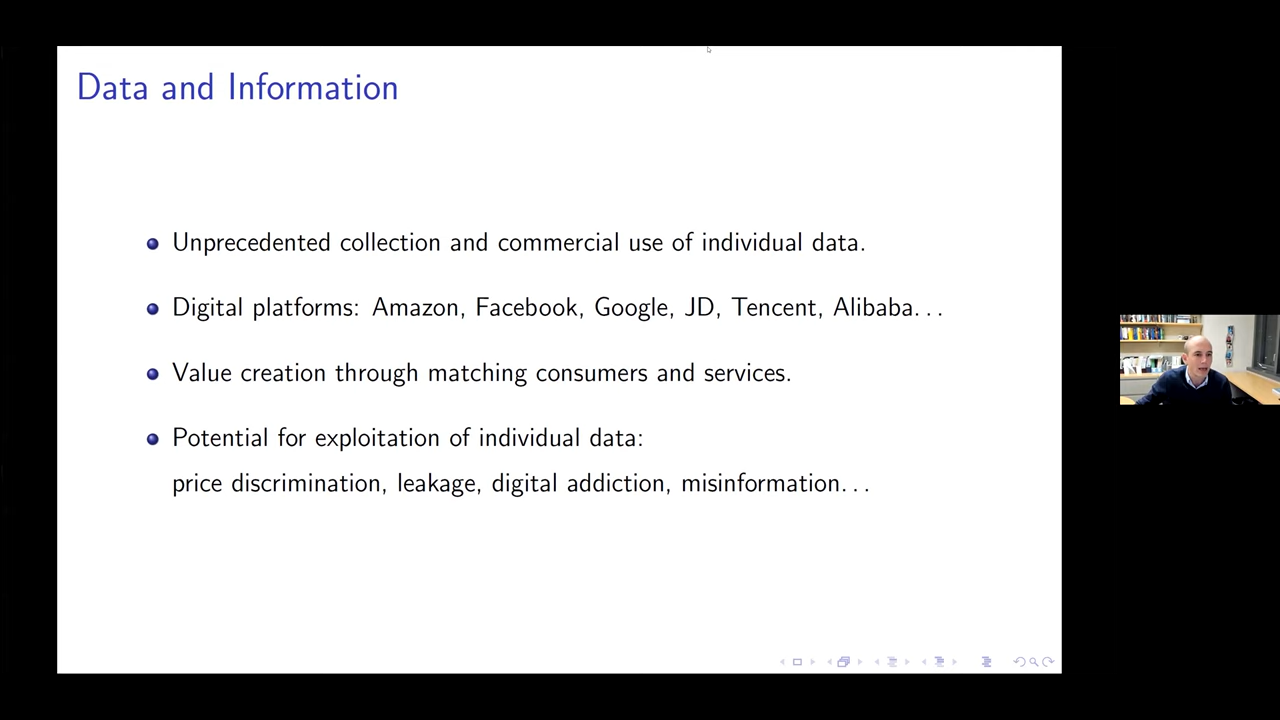 Data and Information
Unprecedented collection and commercial use of individual data.
Digital platforms: Amazon, Facebook, Google, JD, Tencent, Alibaba...
Value creation through matching consumers and services.
Potential for exploitation of individual data:
price discrimination, leakage, digital addiction, misinformation...